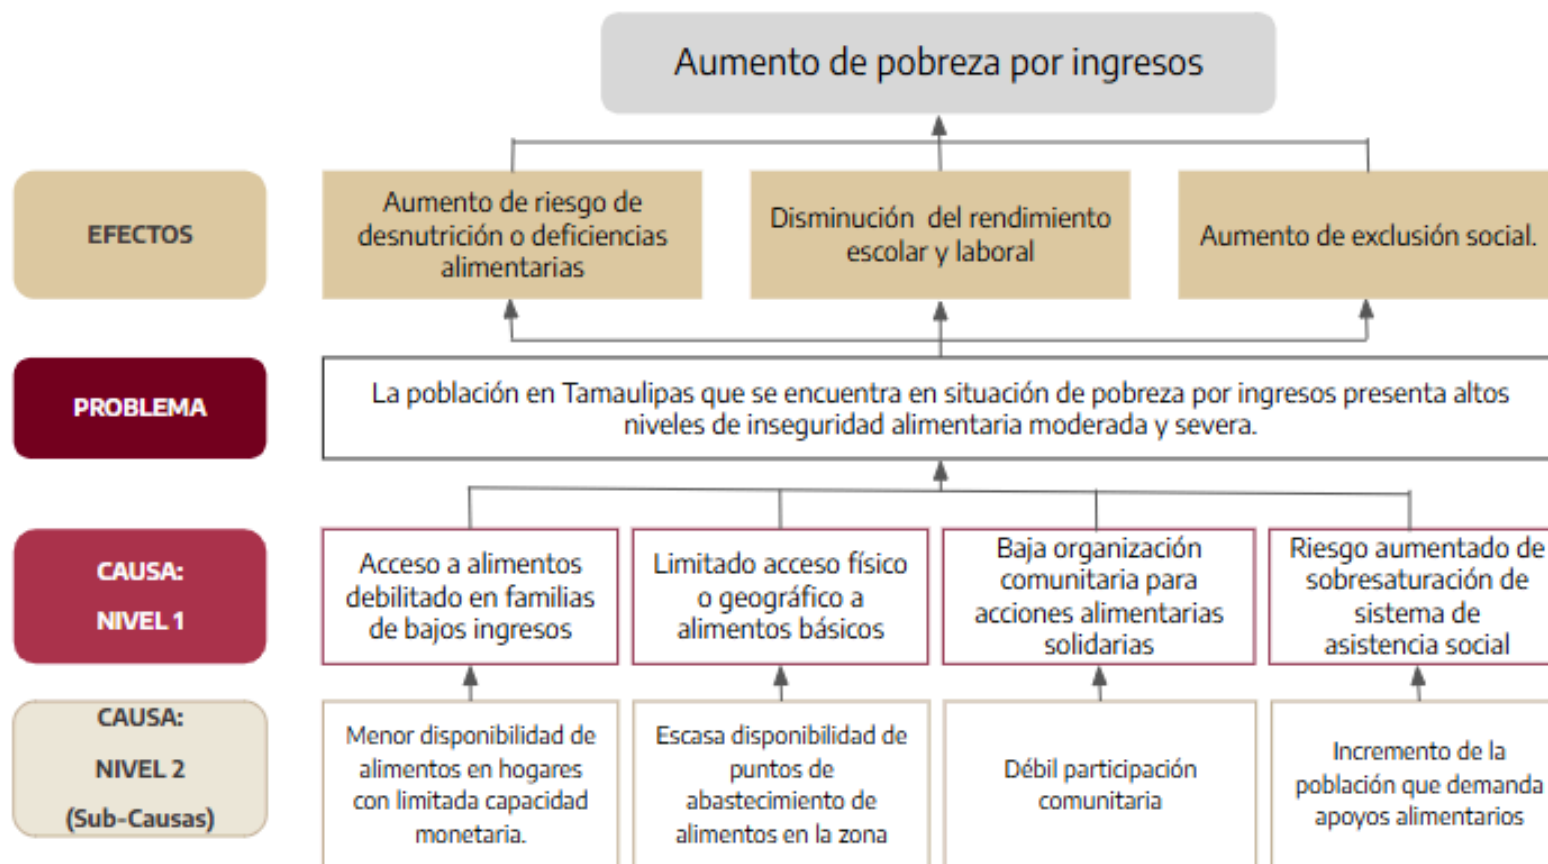 Aumento de pobreza por ingresos
EFECTOS
Aumento de riesgo de
desnutrición o deficiencias
alimentarias
Disminución del rendimiento
escolar y laboral
Aumento de exclusión social.
PROBLEMA
La población en Tamaulipas que se encuentra en situación de pobreza por ingresos presenta altos
niveles de inseguridad alimentaria moderada y severa.
CAUSA:
NIVEL 1
Acceso a alimentos
debilitado en familias
de bajos ingresos
Limitado acceso físico
o geográfico a
alimentos básicos
Baja organización
comunitaria para
acciones alimentarias
solidarias
Riesgo aumentado de
sobresaturación de
sistema de
asistencia social
CAUSA:
NIVEL 2
(Sub-Causas)
Menor disponibilidad de
alimentos en hogares
con limitada capacidad
monetaria.
Escasa disponibilidad de
puntos de
abastecimiento de
alimentos en la zona
Débil participación
comunitaria
Incremento de la
población que demanda
apoyos alimentarios